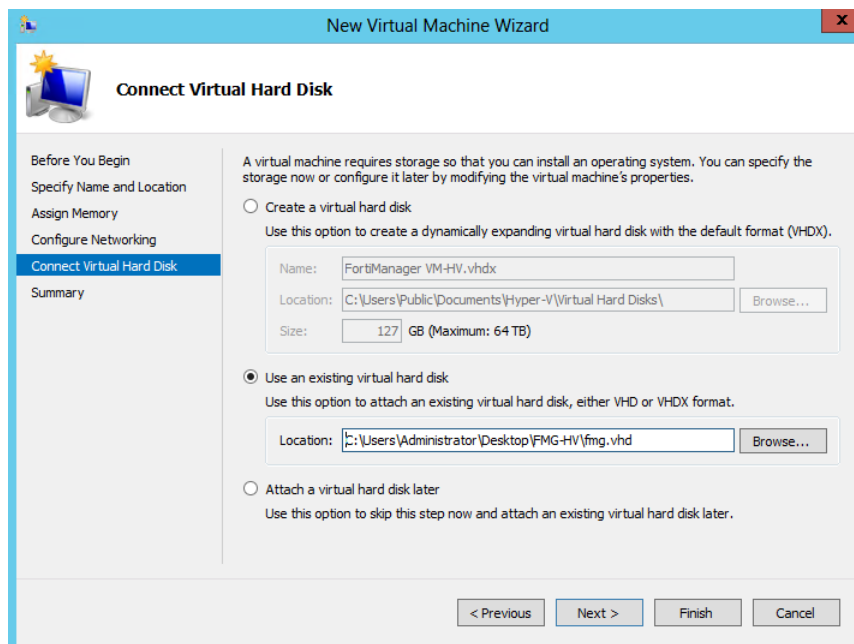 New Virtual Machine Wizard
x
Connect Virtual Hard Disk
Before You Begin
Specify Name and Location
Assign Memory
Configure Networking
Connect Virtual Hard Disk
Summary
A virtual machine requires storage so that you can install an operating system. You can specify the
storage now or configure it later by modifying the virtual machine's properties.
Create a virtual hard disk
Use this option to create a dynamically expanding virtual hard disk with the default format (VHDX).
Name: FortiManager VM-HV.vhdx
Location: C:\Users\Public\Documents\Hyper-V\Virtual Hard Disks\ Browse...
Size: 127 GB (Maximum: 64 TB)
Use an existing virtual hard disk
Use this option to attach an existing virtual hard disk, either VHD or VHDX format.
Location: C:\Users\Administrator\Desktop\FMG-HV\fmg.vhd Browse...
Attach a virtual hard disk later
Use this option to skip this step now and attach an existing virtual hard disk later.
< Previous Next > Finish Cancel